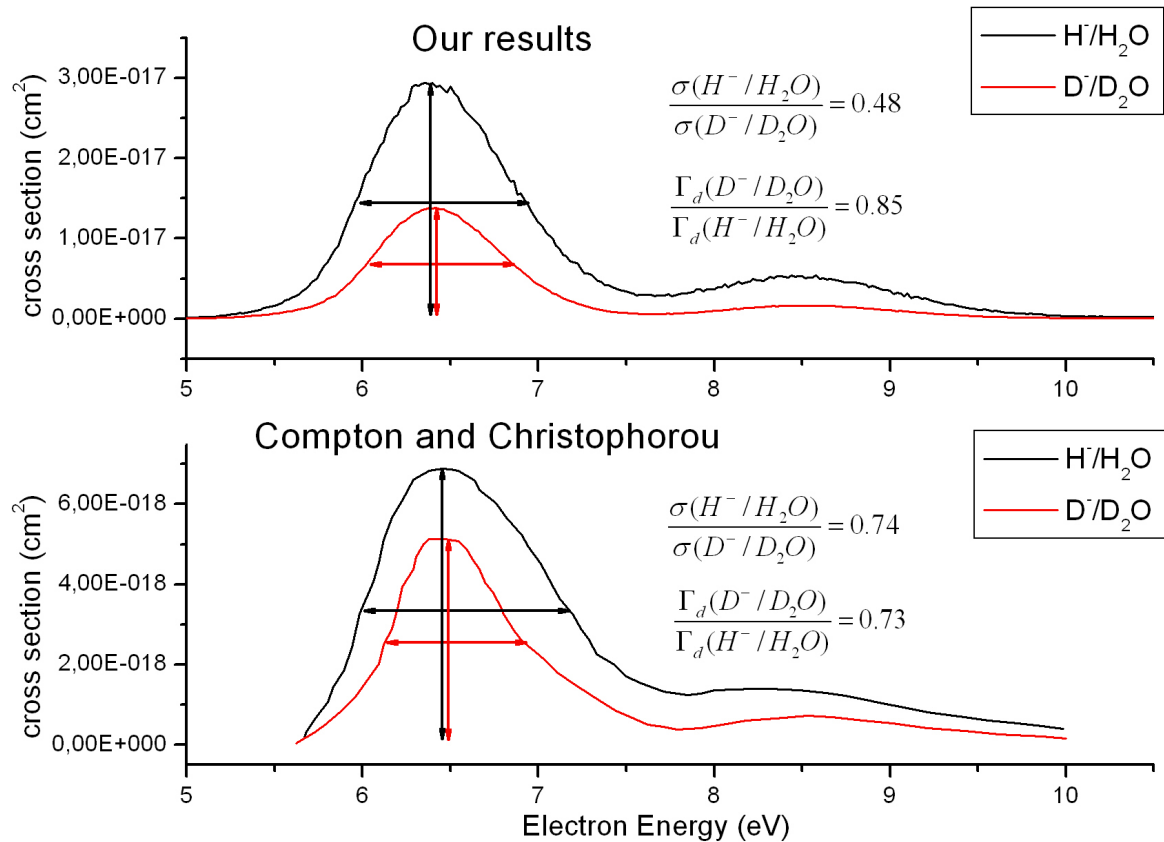 Our results
H⁻/H₂O
D⁻/D₂O
σ(H⁻/H₂O)
σ(D⁻/D₂O)
=0.48
Γd(D⁻/D₂O)
Γd(H⁻/H₂O)
=0.85
cross section (cm²)
3,00E-017
2,00E-017
1,00E-017
0,00E+000
5 6 7 8 9 10
Compton and Christophorou
H⁻/H₂O
D⁻/D₂O
σ(H⁻/H₂O)
σ(D⁻/D₂O)
=0.74
Γd(D⁻/D₂O)
Γd(H⁻/H₂O)
=0.73
cross section (cm²)
6,00E-018
4,00E-018
2,00E-018
0,00E+000
5 6 7 8 9 10
Electron Energy (eV)